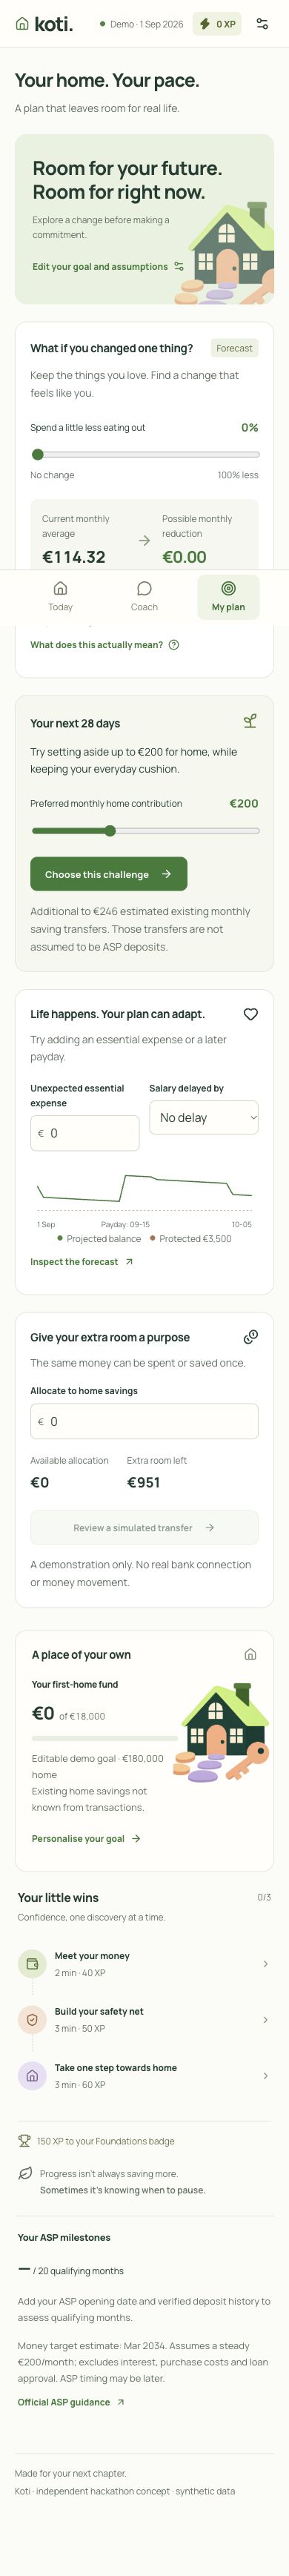 koti.
Demo · 1 Sep 2026
0 XP
Your home. Your pace.
A plan that leaves room for real life.
Room for your future.
Room for right now.
Explore a change before making a
commitment.
Edit your goal and assumptions
What if you changed one thing?
Forecast
Keep the things you love. Find a change that
feels like you.
Spend a little less eating out
0%
No change
100% less
Current monthly
average
€114.32
Possible monthly
reduction
€0.00
Today
Coach
My plan
What does this actually mean?
Your next 28 days
Try setting aside up to €200 for home, while
keeping your everyday cushion.
Preferred monthly home contribution
€200
Choose this challenge
Additional to €246 estimated existing monthly
saving transfers. Those transfers are not
assumed to be ASP deposits.
Life happens. Your plan can adapt.
Try adding an essential expense or a later
payday.
Unexpected essential
expense
€ 0
Salary delayed by
No delay
1 Sep
Payday: 09-15
10-05
Projected balance
Protected €3,500
Inspect the forecast
Give your extra room a purpose
The same money can be spent or saved once.
Allocate to home savings
€ 0
Available allocation
€0
Extra room left
€951
Review a simulated transfer
A demonstration only. No real bank connection
or money movement.
A place of your own
Your first-home fund
€0 of €18,000
Editable demo goal · €180,000
home
Existing home savings not
known from transactions.
Personalise your goal
Your little wins
0/3
Confidence, one discovery at a time.
Meet your money
2 min · 40 XP
Build your safety net
3 min · 50 XP
Take one step towards home
3 min · 60 XP
150 XP to your Foundations badge
Progress isn't always saving more.
Sometimes it's knowing when to pause.
Your ASP milestones
— / 20 qualifying months
Add your ASP opening date and verified deposit history to
assess qualifying months.
Money target estimate: Mar 2034. Assumes a steady
€200/month; excludes interest, purchase costs and loan
approval. ASP timing may be later.
Official ASP guidance
Made for your next chapter.
Koti · independent hackathon concept · synthetic data